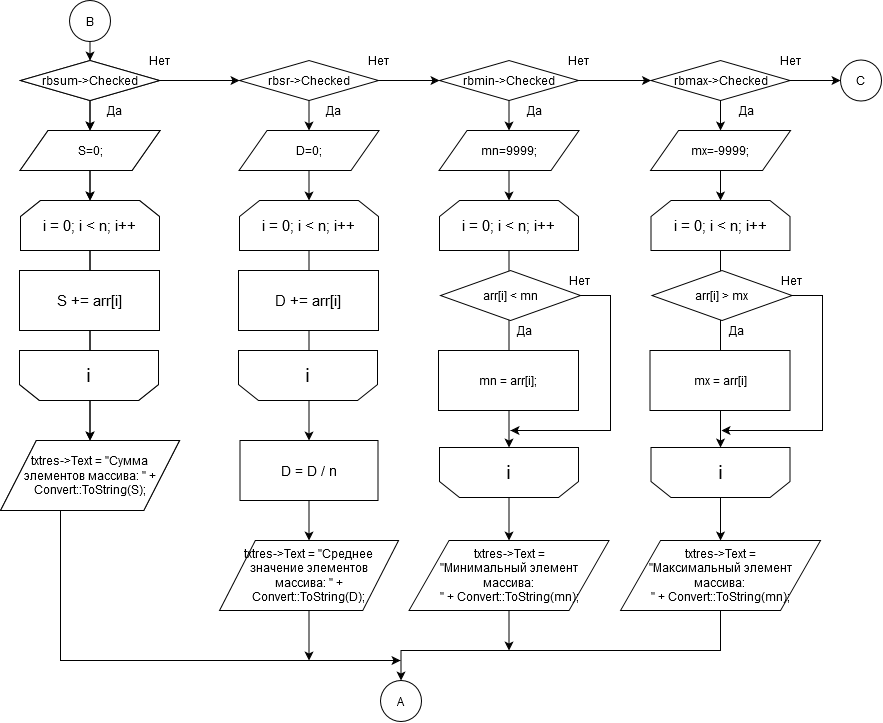 B
Нет
Нет
Нет
Нет
rbsum->Checked
rbsr->Checked
rbmin->Checked
rbmax->Checked
C
Да
Да
Да
Да
S=0;
D=0;
mn=9999;
mx=-9999;
i = 0; i < n; i++
i = 0; i < n; i++
i = 0; i < n; i++
i = 0; i < n; i++
S += arr[i]
D += arr[i]
arr[i] < mn
Нет
arr[i] > mx
Нет
Да
Да
i
i
mn = arr[i];
mx = arr[i]
txtres->Text = "Сумма
элементов массива: " +
Convert::ToString(S);
D = D / n
i
i
txtres->Text = "Среднее
значение элементов
массива: " +
Convert::ToString(D);
txtres->Text =
"Минимальный элемент
массива:
" + Convert::ToString(mn);
txtres->Text =
"Максимальный элемент
массива:
" + Convert::ToString(mn);
A